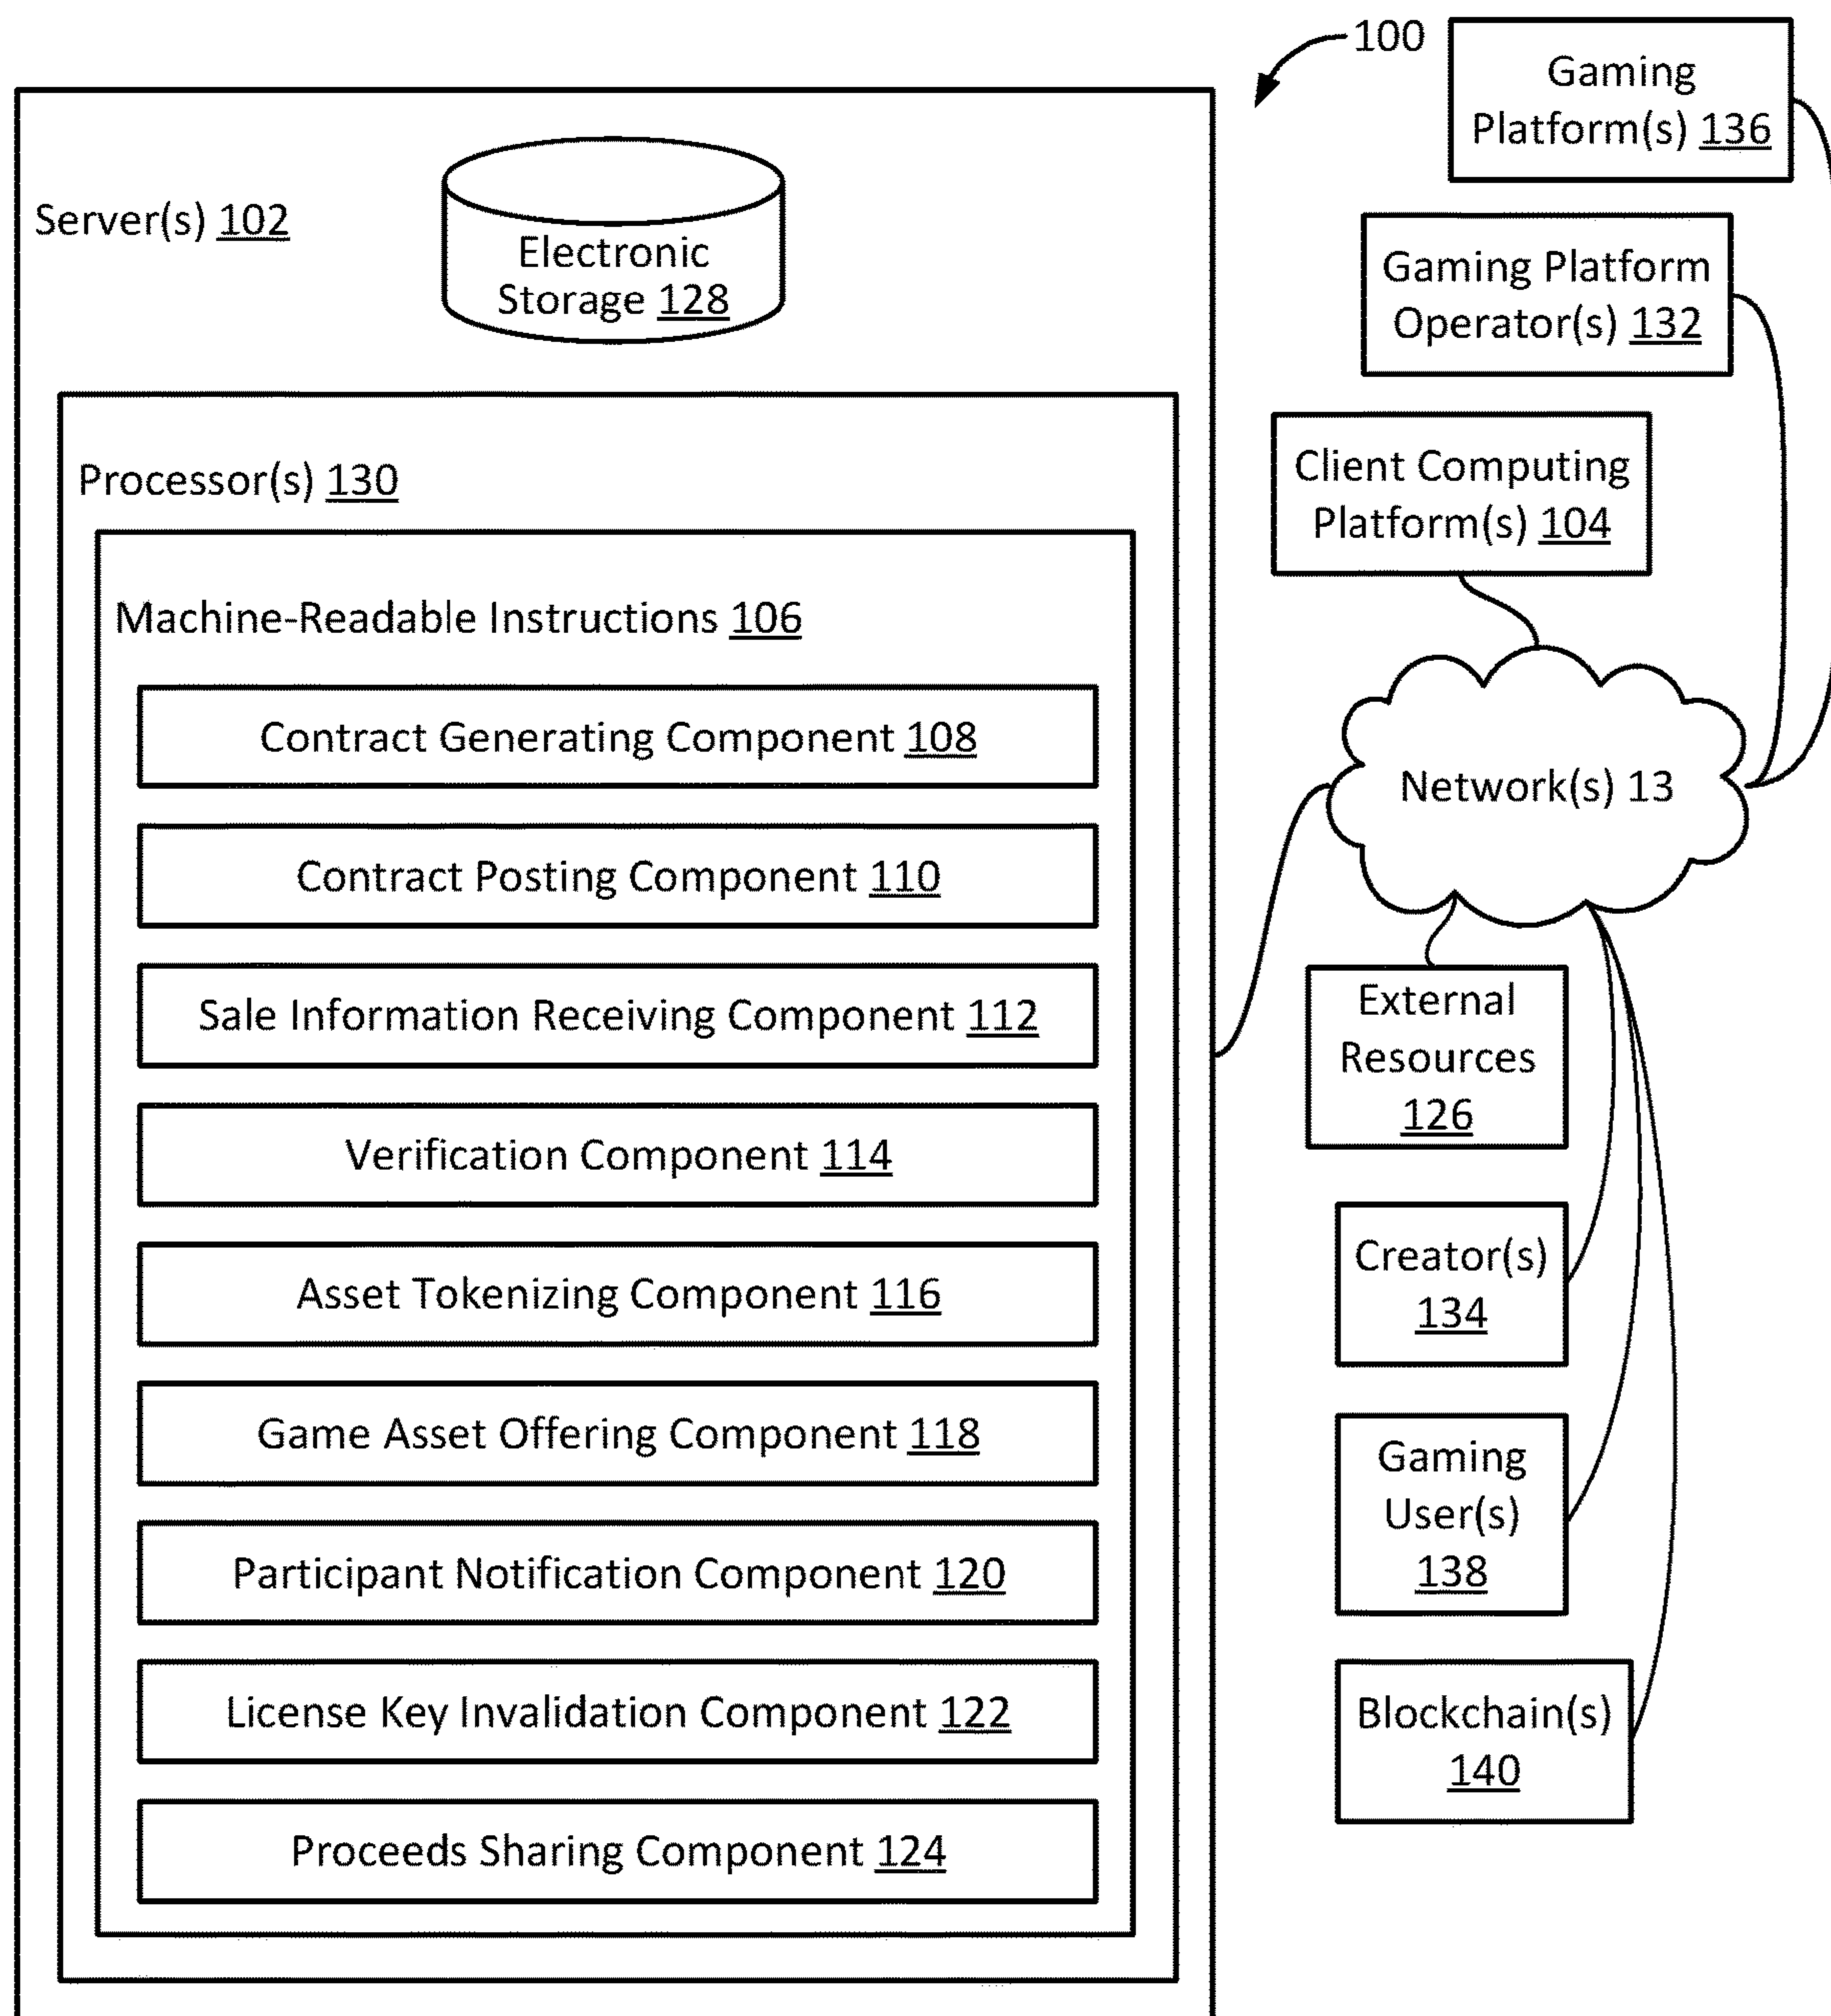 100
Gaming
Platform(s) 136
Server(s) 102
Electronic
Storage 128
Gaming Platform
Operator(s) 132
Client Computing
Platform(s) 104
Processor(s) 130
Machine-Readable Instructions 106
Contract Generating Component 108
Contract Posting Component 110
Sale Information Receiving Component 112
Verification Component 114
Asset Tokenizing Component 116
Game Asset Offering Component 118
Participant Notification Component 120
License Key Invalidation Component 122
Proceeds Sharing Component 124
Network(s) 13
External
Resources
126
Creator(s)
134
Gaming
User(s)
138
Blockchain(s)
140